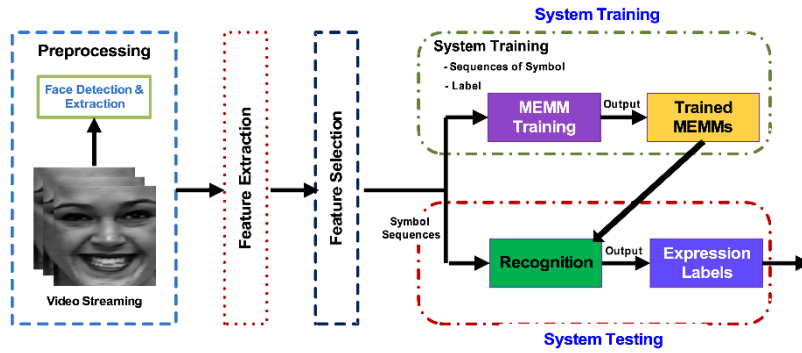 System Training
Preprocessing
Face Detection &
Extraction
Video Streaming
Feature Extraction
Feature Selection
System Training
- Sequences of Symbol
- Label
MEMM
Training
Output
Trained
MEMMs
Symbol
Sequences
Recognition
Output
Expression
Labels
System Testing